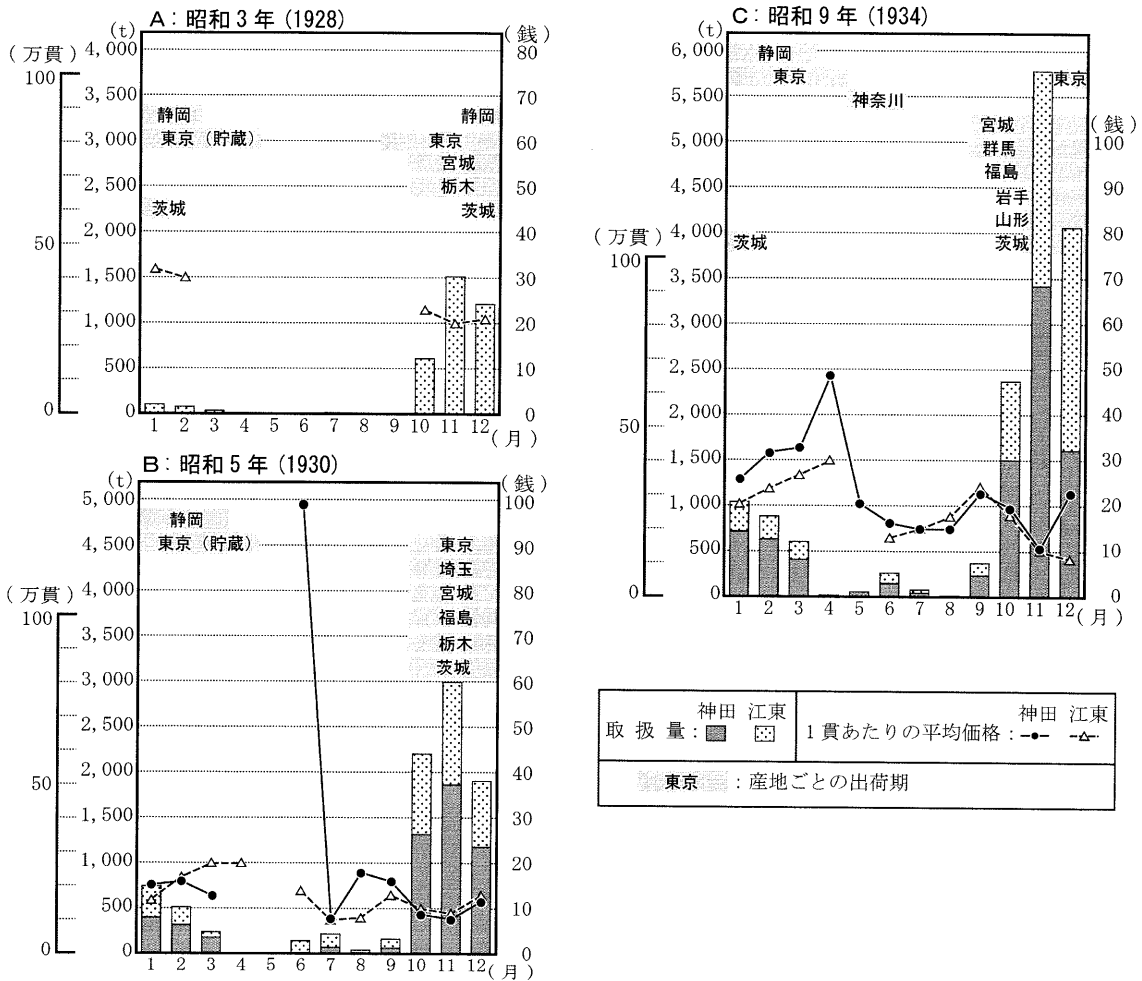 A：昭和３年（1928）
（万貫）
(t)
（銭）
4,000
3,500
3,000
2,500
2,000
1,500
1,000
500
0
100
50
0
80
70
60
50
40
30
20
10
0
静岡
東京（貯蔵）
茨城
静岡
東京
宮城
栃木
茨城
1 2 3 4 5 6 7 8 9 10 11 12
（月）
B：昭和５年（1930）
（万貫）
(t)
（銭）
5,000
4,500
4,000
3,500
3,000
2,500
2,000
1,500
1,000
500
0
100
50
0
100
90
80
70
60
50
40
30
20
10
0
静岡
東京（貯蔵）
東京
埼玉
宮城
福島
栃木
茨城
1 2 3 4 5 6 7 8 9 10 11 12
（月）
C：昭和９年（1934）
（万貫）
(t)
（銭）
6,000
5,500
5,000
4,500
4,000
3,500
3,000
2,500
2,000
1,500
1,000
500
0
100
50
0
100
90
80
70
60
50
40
30
20
10
0
静岡
東京
神奈川
東京
宮城
群馬
福島
岩手
山形
茨城
茨城
1 2 3 4 5 6 7 8 9 10 11 12
（月）
神田 江東
取 扱 量：
神田 江東
１貫あたりの平均価格：
東京：産地ごとの出荷期